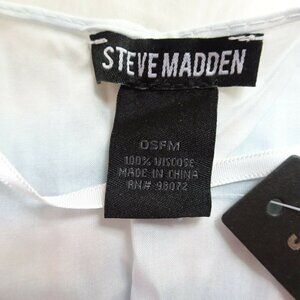 STEVE MADDEN
OSFM
100% VISCOSE
MADE IN CHINA
RN# 98072